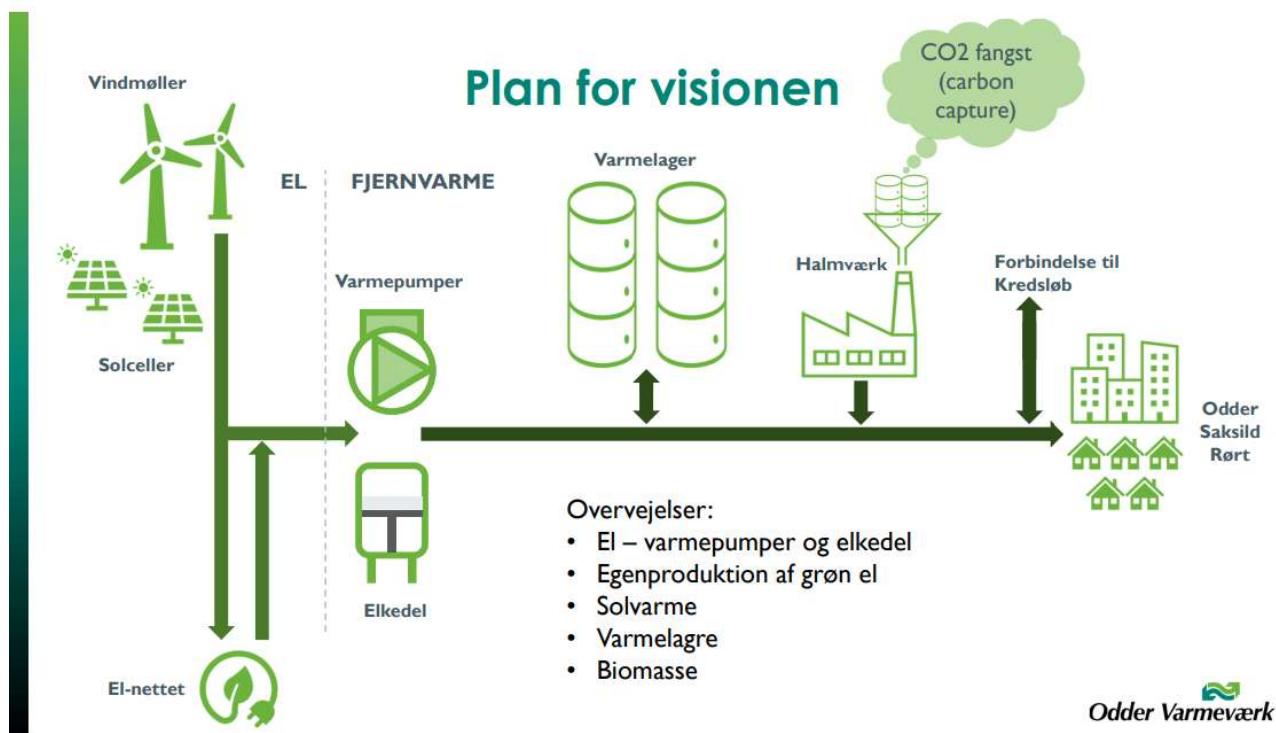 Plan for visionen
CO2 fangst
(carbon
capture)
Vindmøller
Varmelager
EL
FJERNVARME
Varmepumper
Halmværk
Forbindelse til
Kredsløb
Solceller
Odder
Saksild
Rørt
Elkedel
El-nettet
Overvejelser:
• El – varmepumper og elkedel
• Egenproduktion af grøn el
• Solvarme
• Varmelagre
• Biomasse
Odder Varmeværk